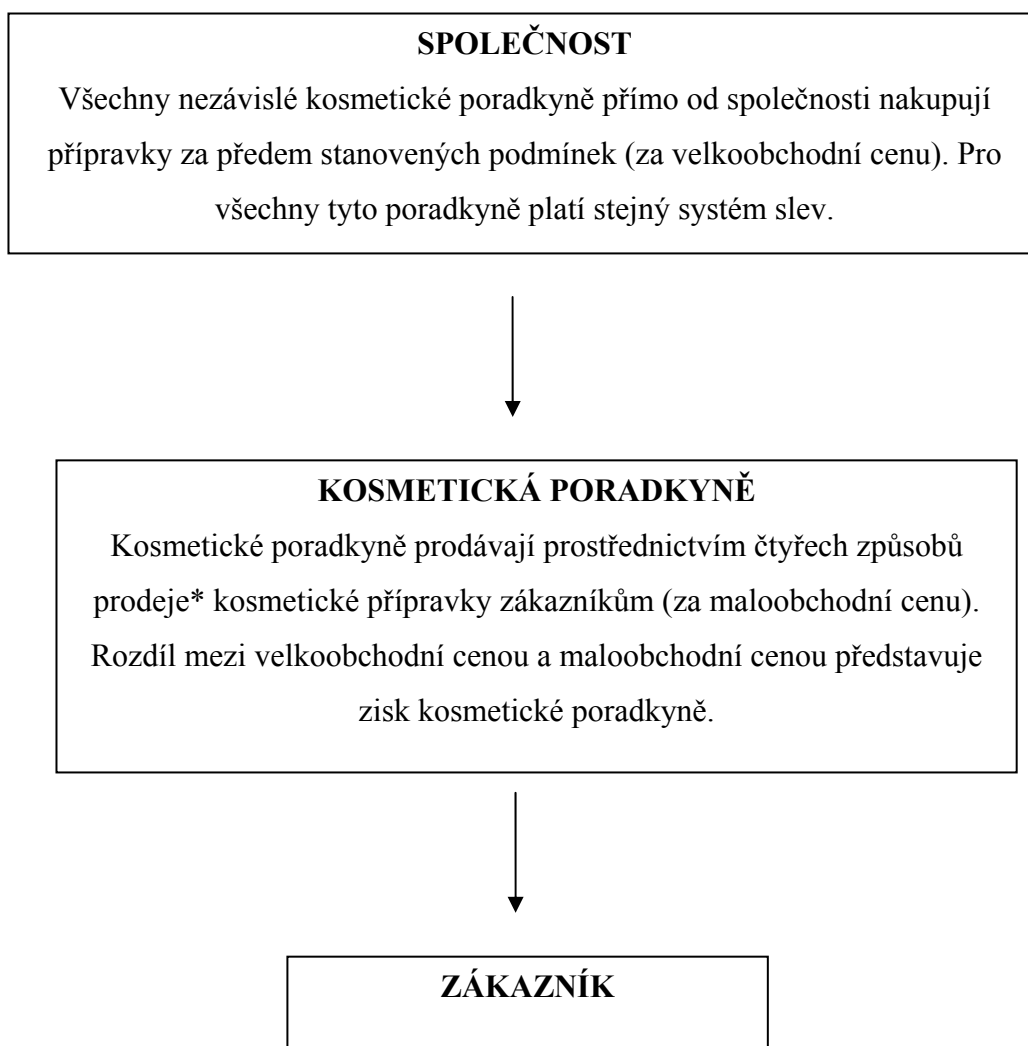 SPOLEČNOST
Všechny nezávislé kosmetické poradkyně přímo od společnosti nakupují
přípravky za předem stanovených podmínek (za velkoobchodní cenu). Pro
všechny tyto poradkyně platí stejný systém slev.
KOSMETICKÁ PORADKYNĚ
Kosmetické poradkyně prodávají prostřednictvím čtyřech způsobů
prodeje* kosmetické přípravky zákazníkům (za maloobchodní cenu).
Rozdíl mezi velkoobchodní cenou a maloobchodní cenou představuje
zisk kosmetické poradkyně.
ZÁKAZNÍK